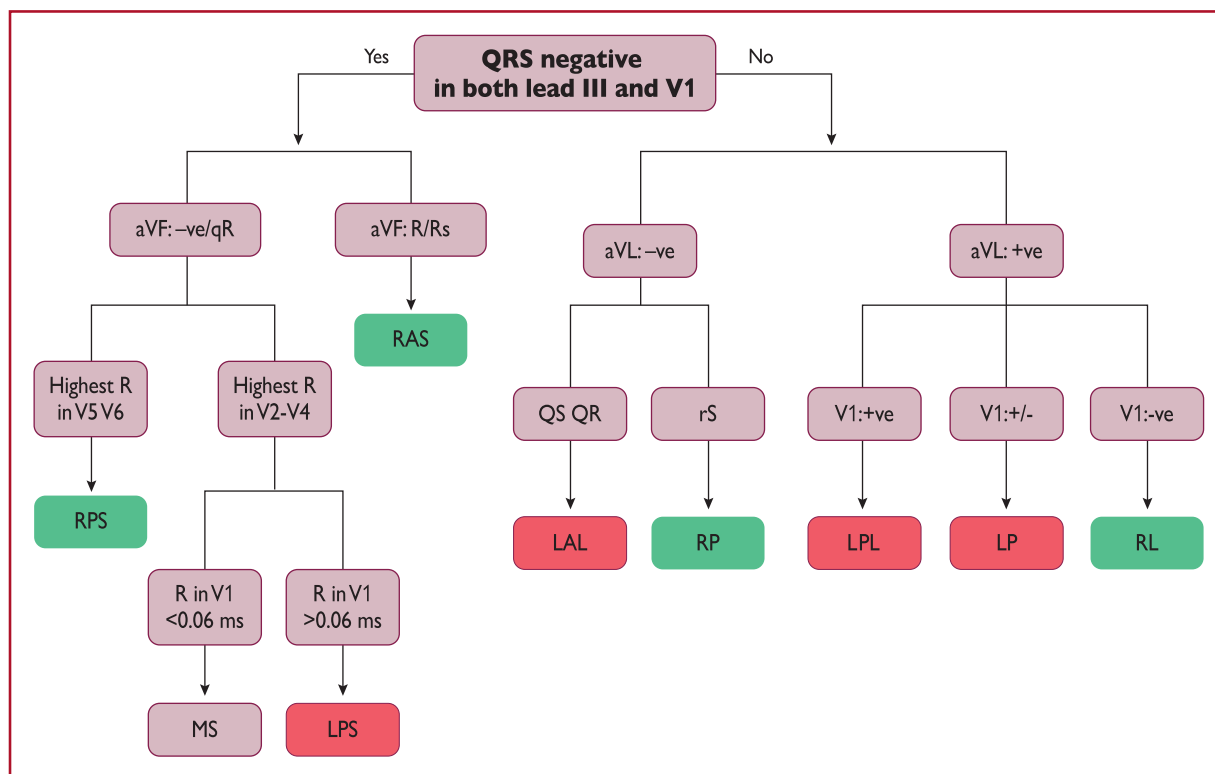 QRS negative
in both lead III and V1
Yes
No
aVF: –ve/qR
aVF: R/Rs
aVL: –ve
aVL: +ve
RAS
Highest R
in V5 V6
Highest R
in V2-V4
QS QR
rS
V1:+ve
V1:+/-
V1:-ve
RPS
LAL
RP
LPL
LP
RL
R in V1
<0.06 ms
R in V1
>0.06 ms
MS
LPS